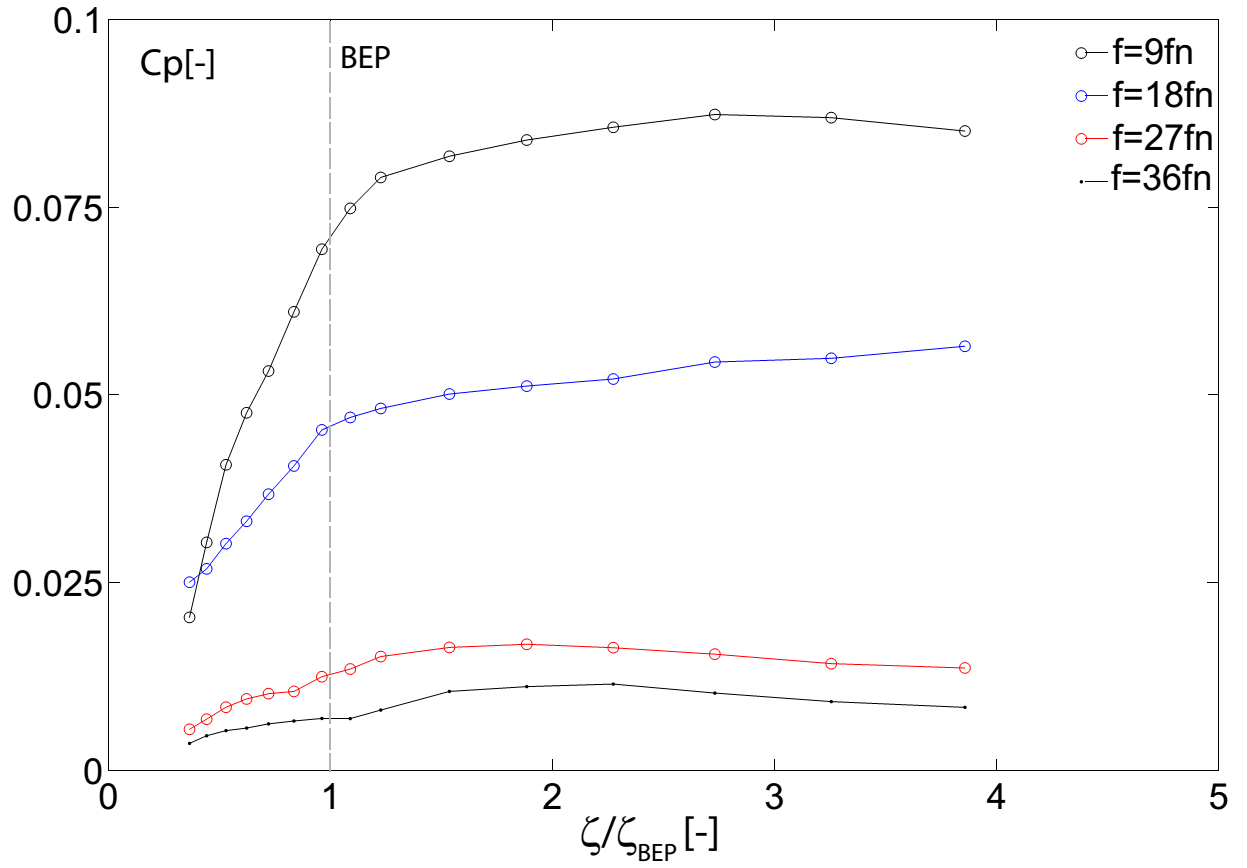 0.1
Cp[-]
BEP
f=9fn
f=18fn
f=27fn
f=36fn
0.075
0.05
0.025
0
0 1 2 3 4 5
ζ/ζBEP [-]